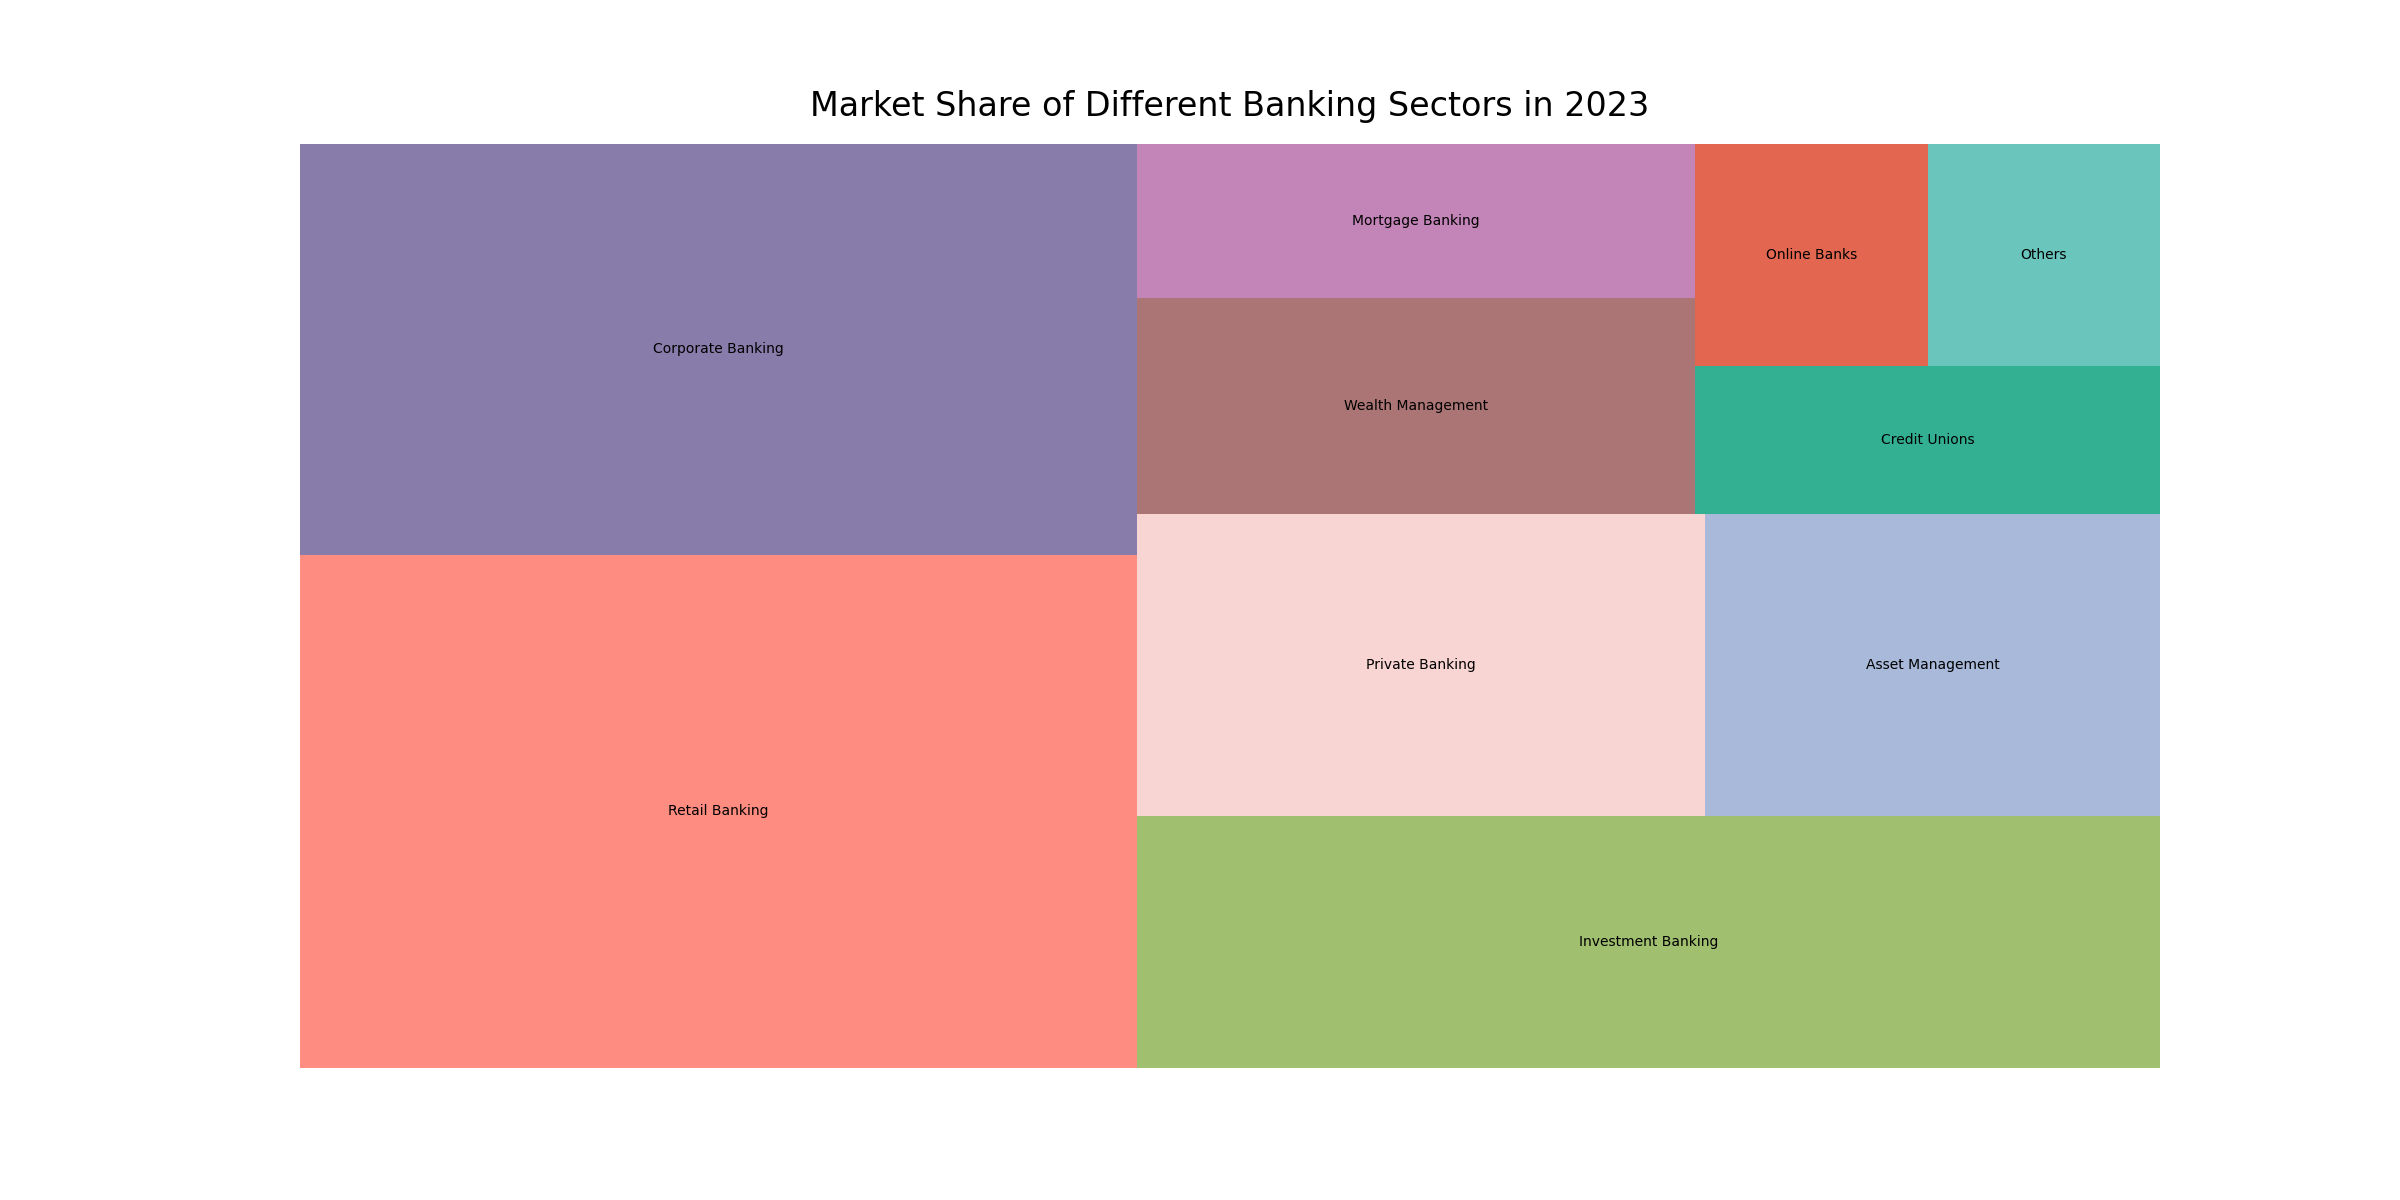 Market Share of Different Banking Sectors in 2023
Mortgage Banking
Online Banks
Others
Corporate Banking
Wealth Management
Credit Unions
Private Banking
Asset Management
Retail Banking
Investment Banking